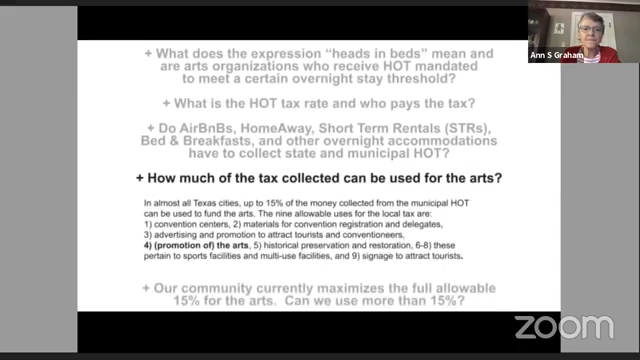 + What does the expression “heads in beds” mean and
are arts organizations who receive HOT mandated
to meet a certain overnight stay threshold?
Ann S Graham
+ What is the HOT tax rate and who pays the tax?
+ Do AirBnBs, HomeAway, Short Term Rentals (STRs),
Bed & Breakfasts, and other overnight accommodations
have to collect state and municipal HOT?
+ How much of the tax collected can be used for the arts?
In almost all Texas cities, up to 15% of the money collected from the municipal HOT
can be used to fund the arts. The nine allowable uses for the local tax are:
1) convention centers, 2) materials for convention registration and delegates,
3) advertising and promotion to attract tourists and conventioneers,
4) (promotion of) the arts, 5) historical preservation and restoration, 6-8) these
pertain to sports facilities and multi-use facilities, and 9) signage to attract tourists.
+ Our community currently maximizes the full allowable
15% for the arts. Can we use more than 15%?
zoom